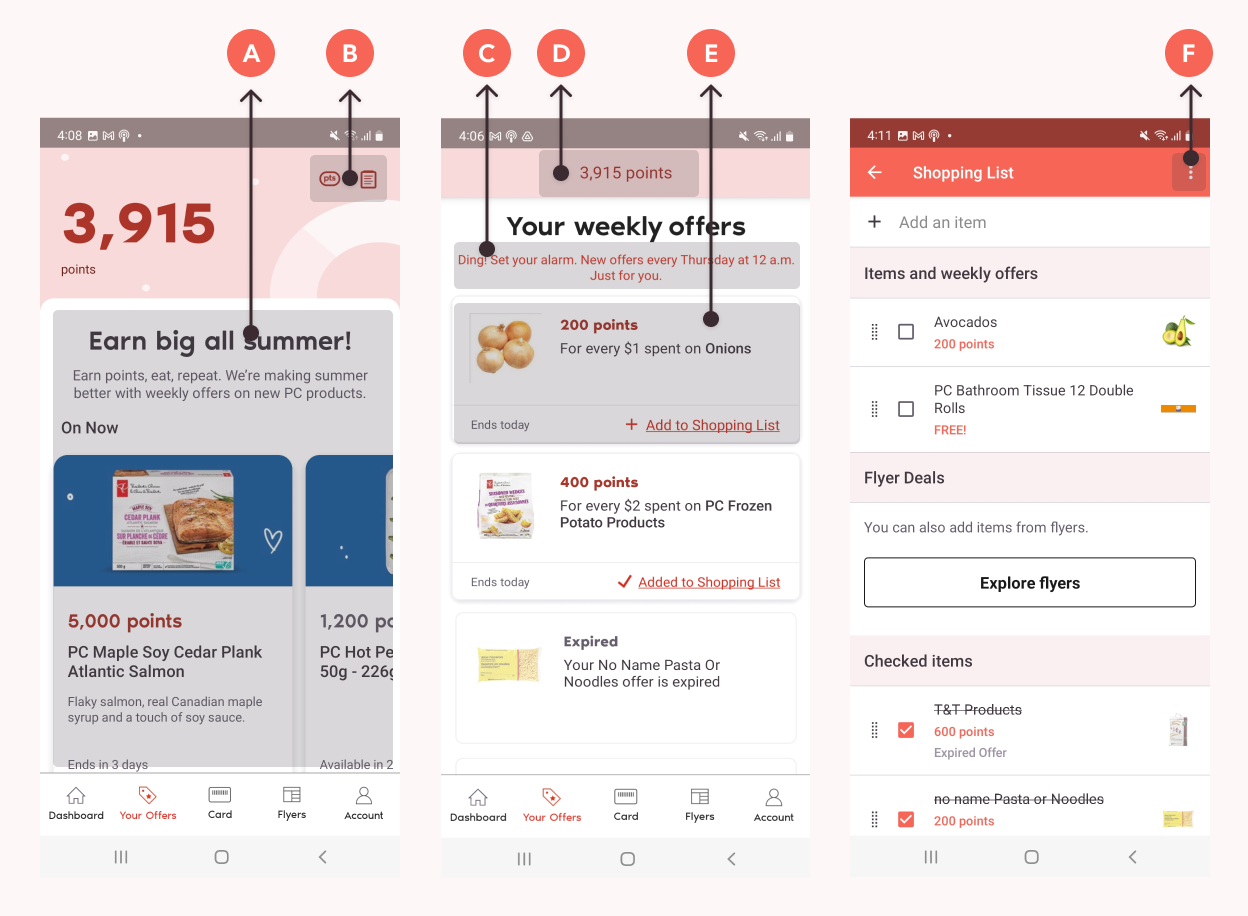 A
B
C
D
E
F
4:08
pts
3,915
points
Earn big all summer!
Earn points, eat, repeat. We're making summer
better with weekly offers on new PC products.
On Now
CEDAR PLANK
SUR PLANCHE DE CÈDRE
5,000 points
PC Maple Soy Cedar Plank
Atlantic Salmon
Flaky salmon, real Canadian maple
syrup and a touch of soy sauce.
Ends in 3 days
1,200 po
PC Hot Pe
50g - 226g
Available in 2
Dashboard
Your Offers
Card
Flyers
Account
4:06
3,915 points
Your weekly offers
Ding! Set your alarm. New offers every Thursday at 12 a.m.
Just for you.
200 points
For every $1 spent on Onions
Ends today
+ Add to Shopping List
400 points
For every $2 spent on PC Frozen
Potato Products
Ends today
Added to Shopping List
Expired
Your No Name Pasta Or
Noodles offer is expired
Dashboard
Your Offers
Card
Flyers
Account
4:11
Shopping List
+ Add an item
Items and weekly offers
Avocados
200 points
PC Bathroom Tissue 12 Double
Rolls
FREE!
Flyer Deals
You can also add items from flyers.
Explore flyers
Checked items
T&T Products
600 points
Expired Offer
no name Pasta or Noodles
200 points